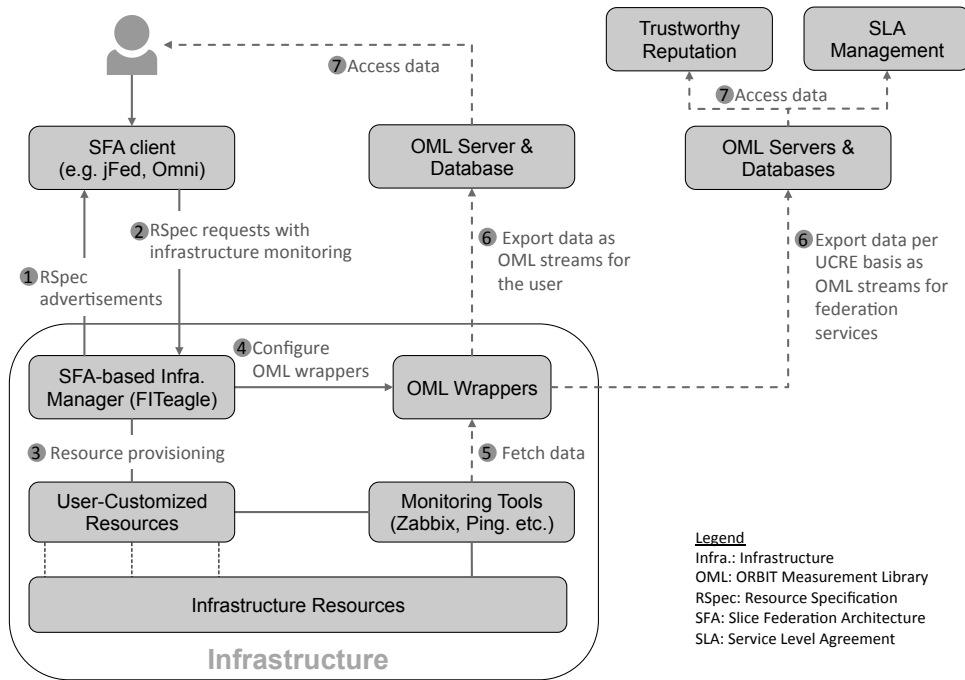 Trustworthy
Reputation
SLA
Management
7 Access data
7 Access data
SFA client
(e.g. jFed, Omni)
OML Server &
Database
OML Servers &
Databases
2 RSpec requests with
infrastructure monitoring
1 RSpec
advertisements
6 Export data as
OML streams for
the user
6 Export data per
UCRE basis as
OML streams for
federation
services
4 Configure
OML wrappers
SFA-based Infra.
Manager (FITeagle)
OML Wrappers
3 Resource provisioning
5 Fetch data
User-Customized
Resources
Monitoring Tools
(Zabbix, Ping. etc.)
Infrastructure Resources
Infrastructure
Legend
Infra.: Infrastructure
OML: ORBIT Measurement Library
RSpec: Resource Specification
SFA: Slice Federation Architecture
SLA: Service Level Agreement